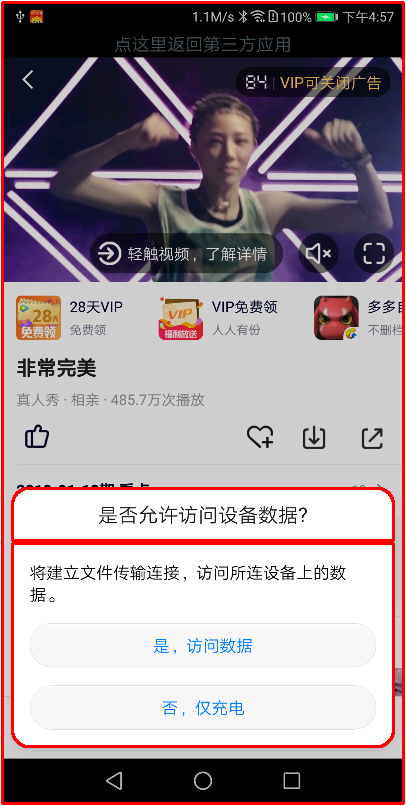 1.1M/s 100% 下午4:57
点这里返回第三方应用
84 VIP可关闭广告
轻触视频，了解详情
28天 免费领 28天VIP 免费领
VIP 福利放送 VIP免费领 人人有份
多多自 不删档
非常完美
真人秀 · 相亲 · 485.7万次播放
是否允许访问设备数据?
将建立文件传输连接，访问所连设备上的数
据。
是，访问数据
否，仅充电